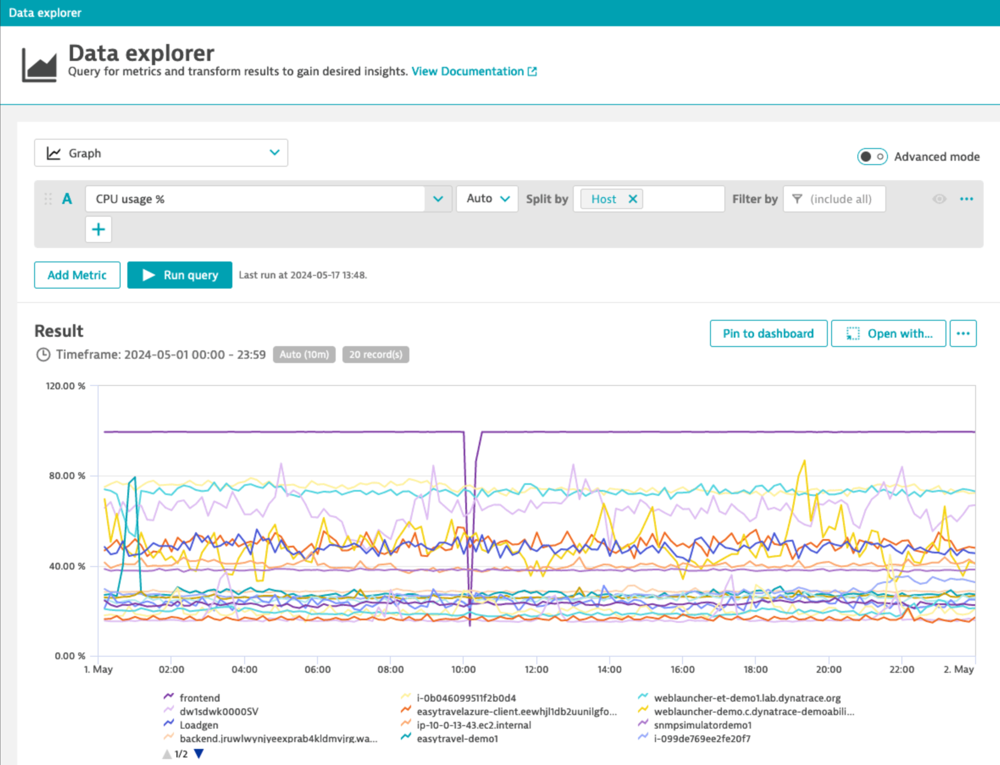 Data explorer
Data explorer
Query for metrics and transform results to gain desired insights. View Documentation
Graph
Advanced mode
A CPU usage % Auto Split by Host Filter by (include all)
Add Metric Run query Last run at 2024-05-17 13:48.
Result
Pin to dashboard Open with...
Timeframe: 2024-05-01 00:00 - 23:59 Auto (10m) 20 record(s)
120.00 %
80.00 %
40.00 %
0.00 %
1. May 02:00 04:00 06:00 08:00 10:00 12:00 14:00 16:00 18:00 20:00 22:00 2. May
frontend i-0b046099511f2b0d4 weblauncher-et-demo1.lab.dynatrace.org
dw1sdwk0000SV easytravelazure-client.eewhjl1db2uunilgfo... weblauncher-demo.c.dynatrace-demoabili...
Loadgen ip-10-0-13-43.ec2.internal snmpsimulatordemo1
backend.jruwlwynjyeexprab4kldmvjrg.wa... easytravel-demo1 i-099de769ee2fe20f7
1/2